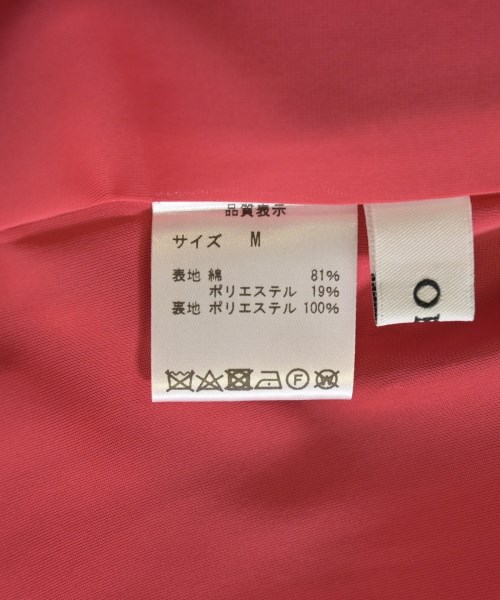 品質表示
サイズ M
表地 綿 81%
ポリエステル 19%
裏地 ポリエステル 100%
F W
O